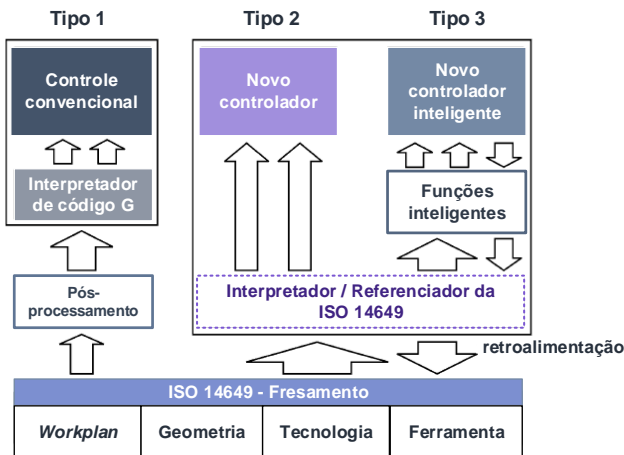 Tipo 1
Tipo 2
Tipo 3
Controle
convencional
Novo
controlador
Novo
controlador
inteligente
Interpretador
de código G
Funções
inteligentes
Pós-
processamento
Interpretador / Referenciador da
ISO 14649
retroalimentação
ISO 14649 - Fresamento
Workplan
Geometria
Tecnologia
Ferramenta